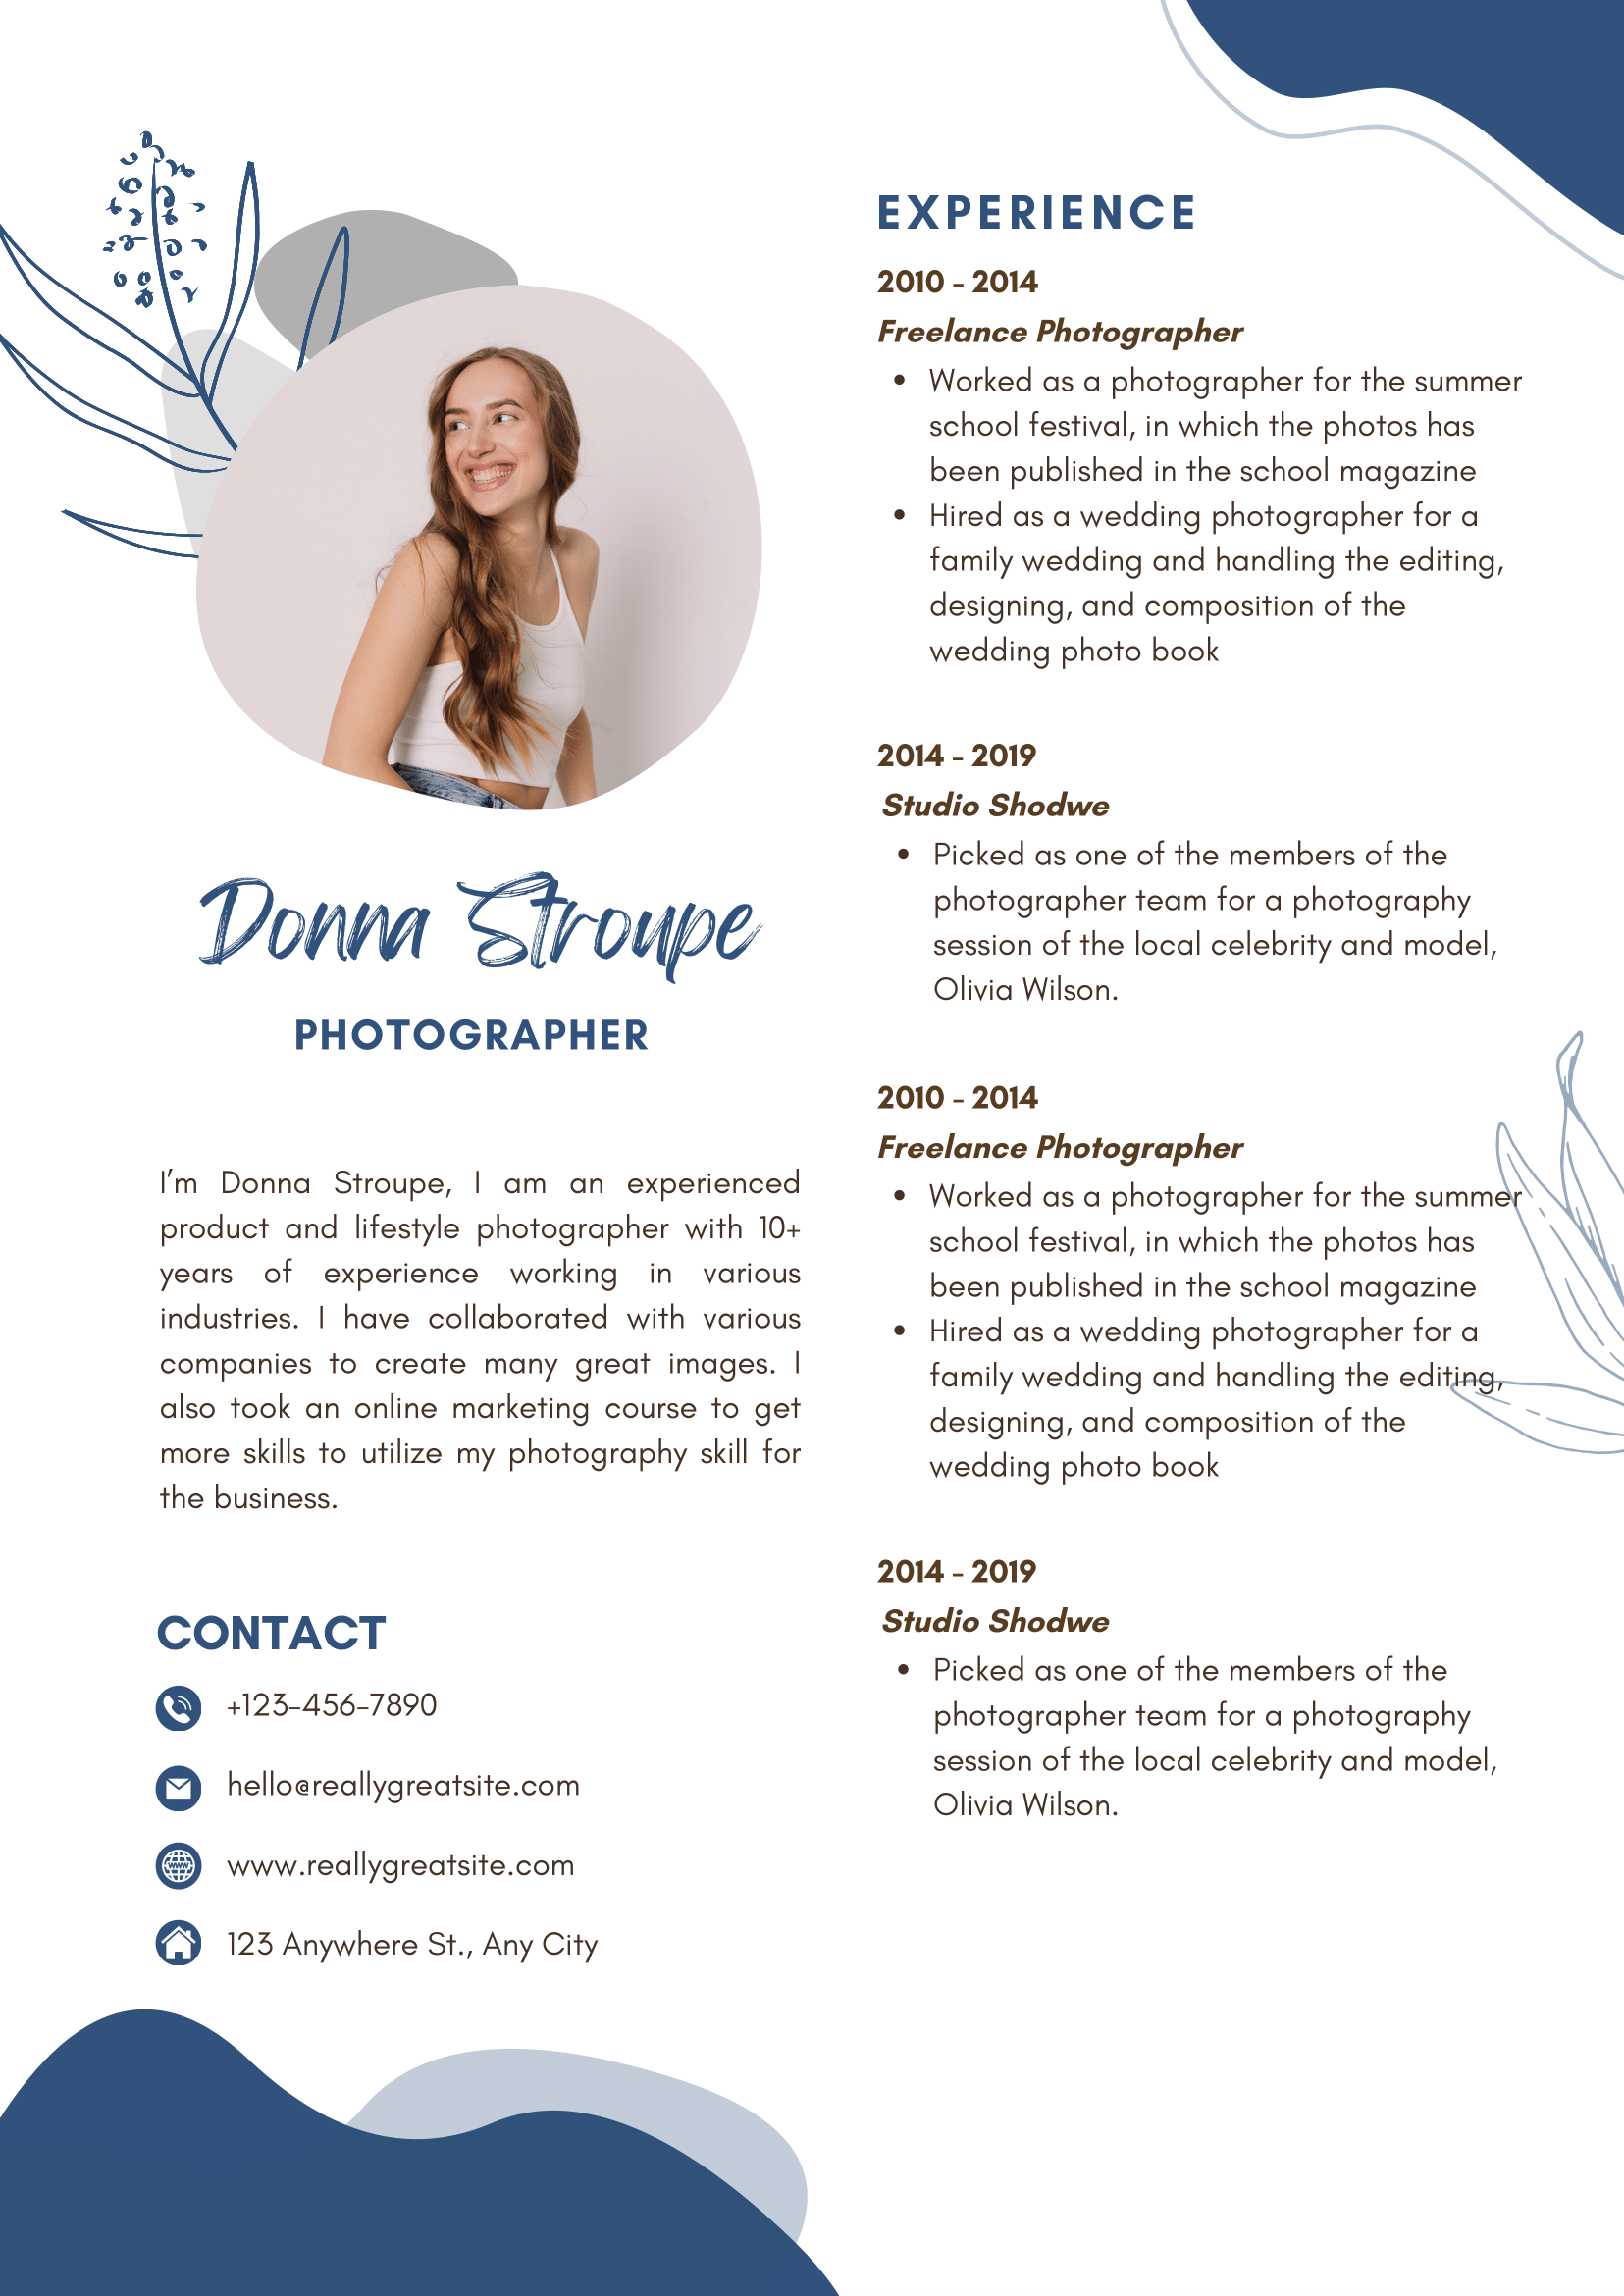 Donna Stroupe
PHOTOGRAPHER
I’m Donna Stroupe, I am an experienced
product and lifestyle photographer with 10+
years of experience working in various
industries. I have collaborated with various
companies to create many great images. I
also took an online marketing course to get
more skills to utilize my photography skill for
the business.
CONTACT
+123-456-7890
hello@reallygreatsite.com
www.reallygreatsite.com
123 Anywhere St., Any City
EXPERIENCE
2010 - 2014
Freelance Photographer
• Worked as a photographer for the summer
school festival, in which the photos has
been published in the school magazine
• Hired as a wedding photographer for a
family wedding and handling the editing,
designing, and composition of the
wedding photo book
2014 - 2019
Studio Shodwe
• Picked as one of the members of the
photographer team for a photography
session of the local celebrity and model,
Olivia Wilson.
2010 - 2014
Freelance Photographer
• Worked as a photographer for the summer
school festival, in which the photos has
been published in the school magazine
• Hired as a wedding photographer for a
family wedding and handling the editing,
designing, and composition of the
wedding photo book
2014 - 2019
Studio Shodwe
• Picked as one of the members of the
photographer team for a photography
session of the local celebrity and model,
Olivia Wilson.